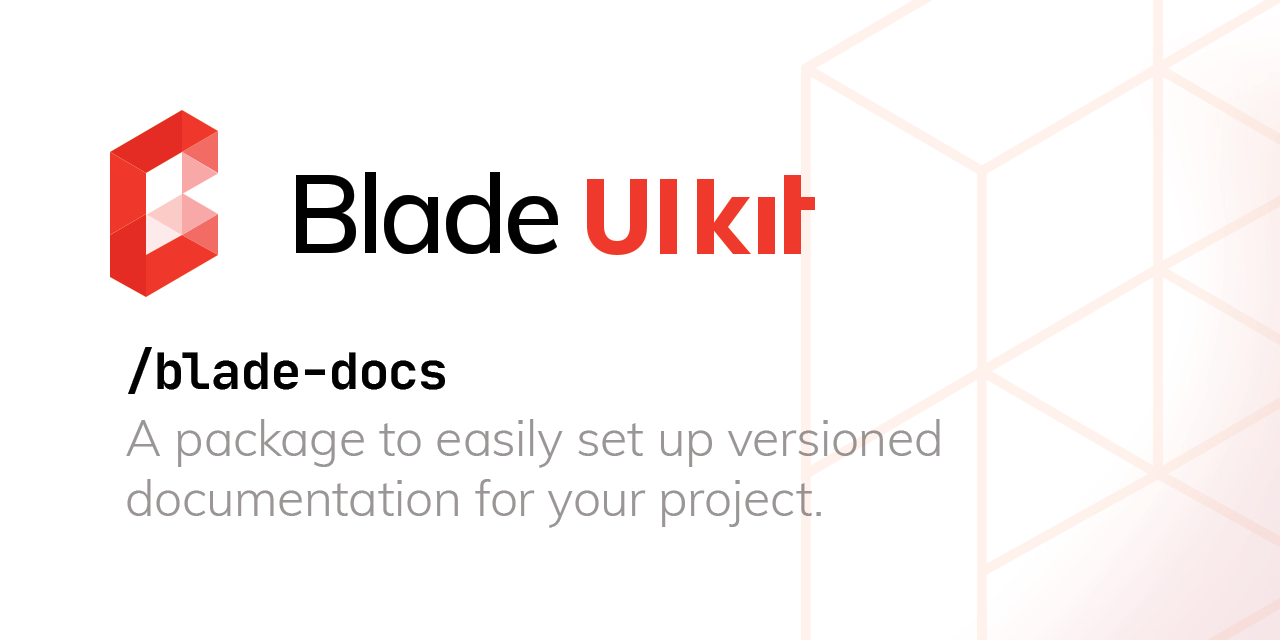 Blade UI kit
/blade-docs
A package to easily set up versioned
documentation for your project.